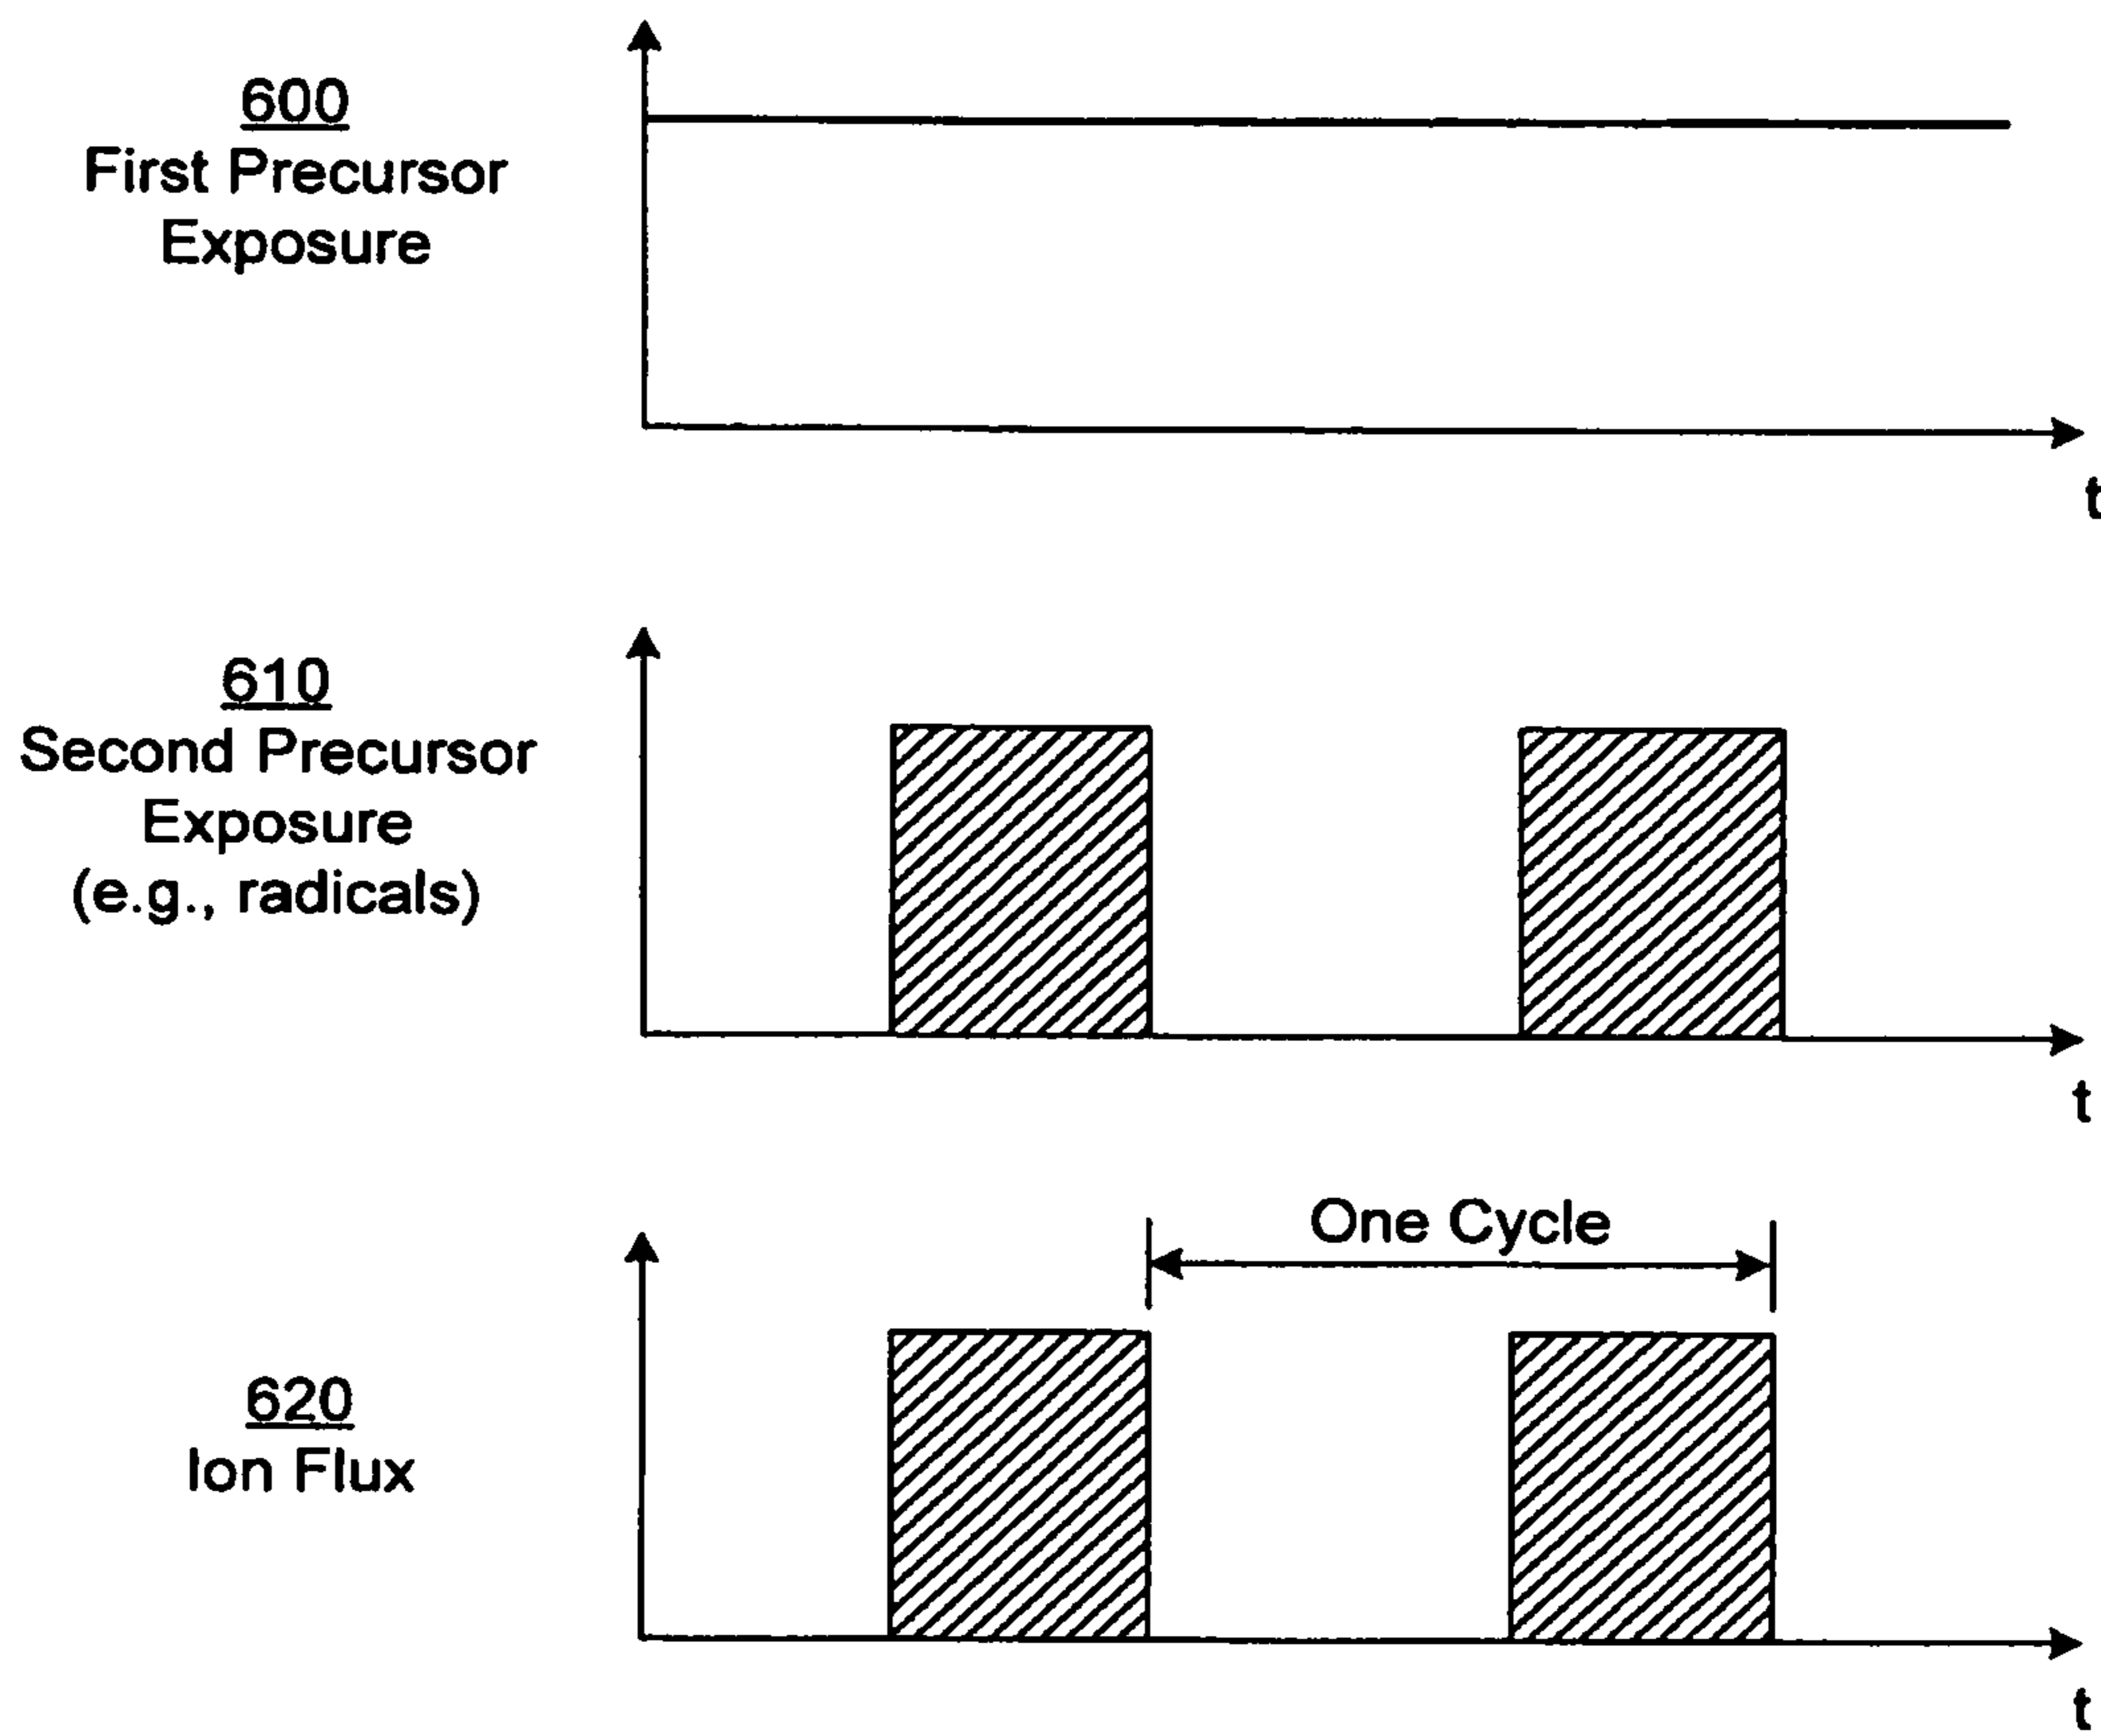 600
First Precursor
Exposure
t
610
Second Precursor
Exposure
(e.g., radicals)
t
One Cycle
620
Ion Flux
t